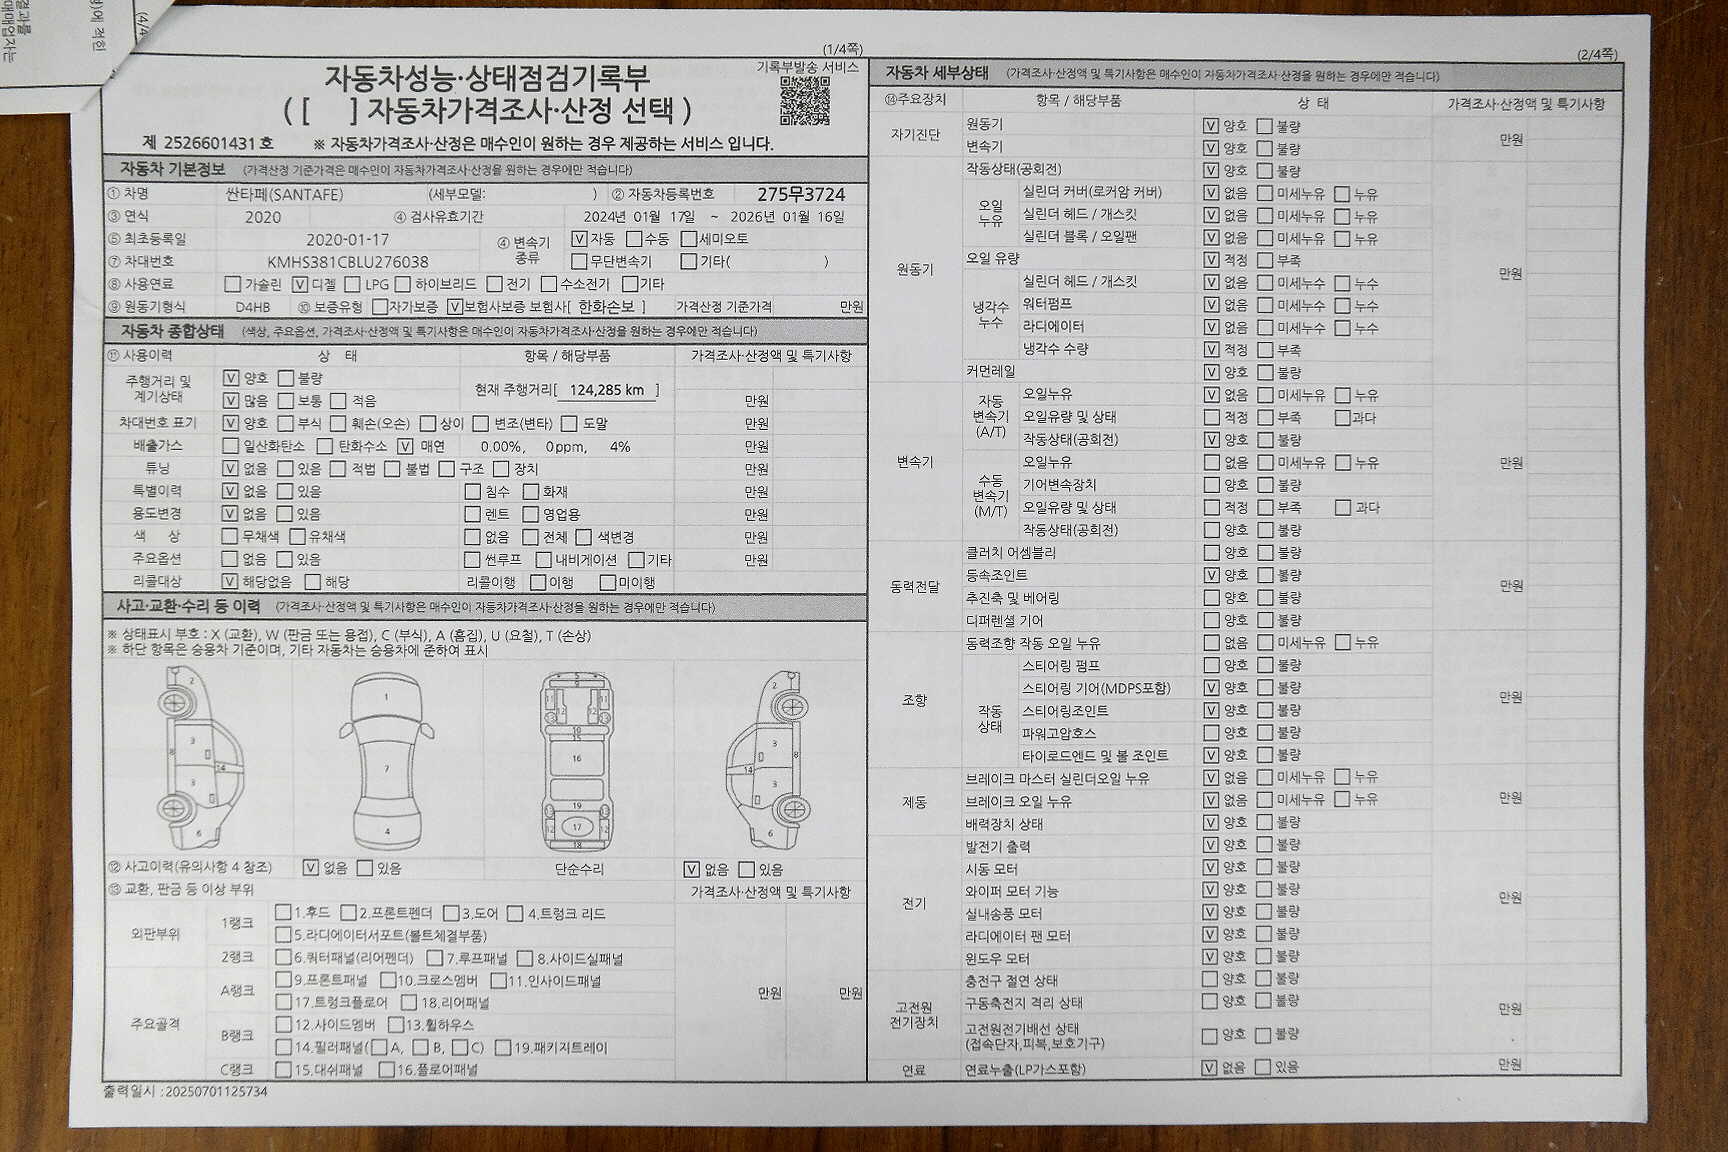 (4/4
(1/4쪽)
자동차성능·상태점검기록부
( [ ] 자동차가격조사·산정 선택 )
기록부발송 서비스
제 2526601431 호 ※ 자동차가격조사·산정은 매수인이 원하는 경우 제공하는 서비스 입니다.
자동차 기본정보 (가격산정 기준가격은 매수인이 자동차가격조사·산정을 원하는 경우에만 적습니다)
① 차명 싼타페(SANTAFE) (세부모델: ) ② 자동차등록번호 275무3724
③ 연식 2020 ④ 검사유효기간 2024년 01월 17일 ~ 2026년 01월 16일
⑤ 최초등록일 2020-01-17 ④ 변속기 종류 [V]자동 [ ]수동 [ ]세미오토
⑦ 차대번호 KMHS381CBLU276038 [ ]무단변속기 [ ]기타( )
⑧ 사용연료 [ ]가솔린 [V]디젤 [ ]LPG [ ]하이브리드 [ ]전기 [ ]수소전기 [ ]기타
⑨ 원동기형식 D4HB ⑩ 보증유형 [ ]자가보증 [V]보험사보증 보험사[ 한화손보 ] 가격산정 기준가격 만원
자동차 종합상태 (색상, 주요옵션, 가격조사·산정액 및 특기사항은 매수인이 자동차가격조사·산정을 원하는 경우에만 적습니다)
⑪ 사용이력 상 태 항목 / 해당부품 가격조사·산정액 및 특기사항
주행거리 및 계기상태 [V] 양호 [ ] 불량 현재 주행거리[ 124,285 km ]
[V] 많음 [ ] 보통 [ ] 적음 만원
차대번호 표기 [V] 양호 [ ] 부식 [ ] 훼손(오손) [ ] 상이 [ ] 변조(변타) [ ] 도말 만원
배출가스 [ ] 일산화탄소 [ ] 탄화수소 [V] 매연 0.00%, 0ppm, 4% 만원
튜닝 [V] 없음 [ ] 있음 [ ] 적법 [ ] 불법 [ ] 구조 [ ] 장치 만원
특별이력 [V] 없음 [ ] 있음 [ ] 침수 [ ] 화재 만원
용도변경 [V] 없음 [ ] 있음 [ ] 렌트 [ ] 영업용 만원
색 상 [ ] 무채색 [ ] 유채색 [ ] 없음 [ ] 전체 [ ] 색변경 만원
주요옵션 [ ] 없음 [ ] 있음 [ ] 썬루프 [ ] 내비게이션 [ ] 기타 만원
리콜대상 [V] 해당없음 [ ] 해당 리콜이행 [ ] 이행 [ ] 미이행
사고·교환·수리 등 이력 (가격조사·산정액 및 특기사항은 매수인이 자동차가격조사·산정을 원하는 경우에만 적습니다)
※ 상태표시 부호 : X (교환), W (판금 또는 용접), C (부식), A (흠집), U (요철), T (손상)
※ 하단 항목은 승용차 기준이며, 기타 자동차는 승용차에 준하여 표시
2 3 8 14 3 6
1 7 4
16 19 17 18
2 3 8 14 3 6
⑫ 사고이력(유의사항 4 참조) [V] 없음 [ ] 있음 단순수리 [V] 없음 [ ] 있음
⑬ 교환, 판금 등 이상 부위 가격조사·산정액 및 특기사항
외판부위 1랭크 [ ] 1.후드 [ ] 2.프론트펜더 [ ] 3.도어 [ ] 4.트렁크 리드
[ ] 5.라디에이터서포트(볼트체결부품)
2랭크 [ ] 6.쿼터패널(리어펜더) [ ] 7.루프패널 [ ] 8.사이드실패널
주요골격 A랭크 [ ] 9.프론트패널 [ ] 10.크로스멤버 [ ] 11.인사이드패널 만원 만원
[ ] 17.트렁크플로어 [ ] 18.리어패널
B랭크 [ ] 12.사이드멤버 [ ] 13.휠하우스
[ ] 14.필러패널([ ] A, [ ] B, [ ] C) [ ] 19.패키지트레이
C랭크 [ ] 15.대쉬패널 [ ] 16.플로어패널
출력일시 : 20250701125734
(2/4쪽)
자동차 세부상태 (가격조사·산정액 및 특기사항은 매수인이 자동차가격조사·산정을 원하는 경우에만 적습니다)
⑭주요장치 항목 / 해당부품 상 태 가격조사·산정액 및 특기사항
자기진단 원동기 [V] 양호 [ ] 불량 만원
변속기 [V] 양호 [ ] 불량
원동기 작동상태(공회전) [V] 양호 [ ] 불량 만원
오일 누유 실린더 커버(로커암 커버) [V] 없음 [ ] 미세누유 [ ] 누유
실린더 헤드 / 개스킷 [V] 없음 [ ] 미세누유 [ ] 누유
실린더 블록 / 오일팬 [V] 없음 [ ] 미세누유 [ ] 누유
오일 유량 [V] 적정 [ ] 부족
냉각수 누수 실린더 헤드 / 개스킷 [V] 없음 [ ] 미세누수 [ ] 누수
워터펌프 [V] 없음 [ ] 미세누수 [ ] 누수
라디에이터 [V] 없음 [ ] 미세누수 [ ] 누수
냉각수 수량 [V] 적정 [ ] 부족
커먼레일 [V] 양호 [ ] 불량
변속기 자동 변속기 (A/T) 오일누유 [V] 없음 [ ] 미세누유 [ ] 누유 만원
오일유량 및 상태 [ ] 적정 [ ] 부족 [ ] 과다
작동상태(공회전) [V] 양호 [ ] 불량
수동 변속기 (M/T) 오일누유 [ ] 없음 [ ] 미세누유 [ ] 누유
기어변속장치 [ ] 양호 [ ] 불량
오일유량 및 상태 [ ] 적정 [ ] 부족 [ ] 과다
작동상태(공회전) [ ] 양호 [ ] 불량
동력전달 클러치 어셈블리 [ ] 양호 [ ] 불량 만원
등속조인트 [V] 양호 [ ] 불량
추진축 및 베어링 [ ] 양호 [ ] 불량
디퍼렌셜 기어 [ ] 양호 [ ] 불량
조향 동력조향 작동 오일 누유 [ ] 없음 [ ] 미세누유 [ ] 누유 만원
작동 상태 스티어링 펌프 [ ] 양호 [ ] 불량
스티어링 기어(MDPS포함) [V] 양호 [ ] 불량
스티어링조인트 [V] 양호 [ ] 불량
파워고압호스 [ ] 양호 [ ] 불량
타이로드엔드 및 볼 조인트 [V] 양호 [ ] 불량
제동 브레이크 마스터 실린더오일 누유 [V] 없음 [ ] 미세누유 [ ] 누유 만원
브레이크 오일 누유 [V] 없음 [ ] 미세누유 [ ] 누유
배력장치 상태 [V] 양호 [ ] 불량
전기 발전기 출력 [V] 양호 [ ] 불량 만원
시동 모터 [V] 양호 [ ] 불량
와이퍼 모터 기능 [V] 양호 [ ] 불량
실내송풍 모터 [V] 양호 [ ] 불량
라디에이터 팬 모터 [V] 양호 [ ] 불량
윈도우 모터 [V] 양호 [ ] 불량
고전원 전기장치 충전구 절연 상태 [ ] 양호 [ ] 불량 만원
구동축전지 격리 상태 [ ] 양호 [ ] 불량
고전원전기배선 상태 (접속단자,피복,보호기구) [ ] 양호 [ ] 불량
연료 연료누출(LP가스포함) [V] 없음 [ ] 있음 만원